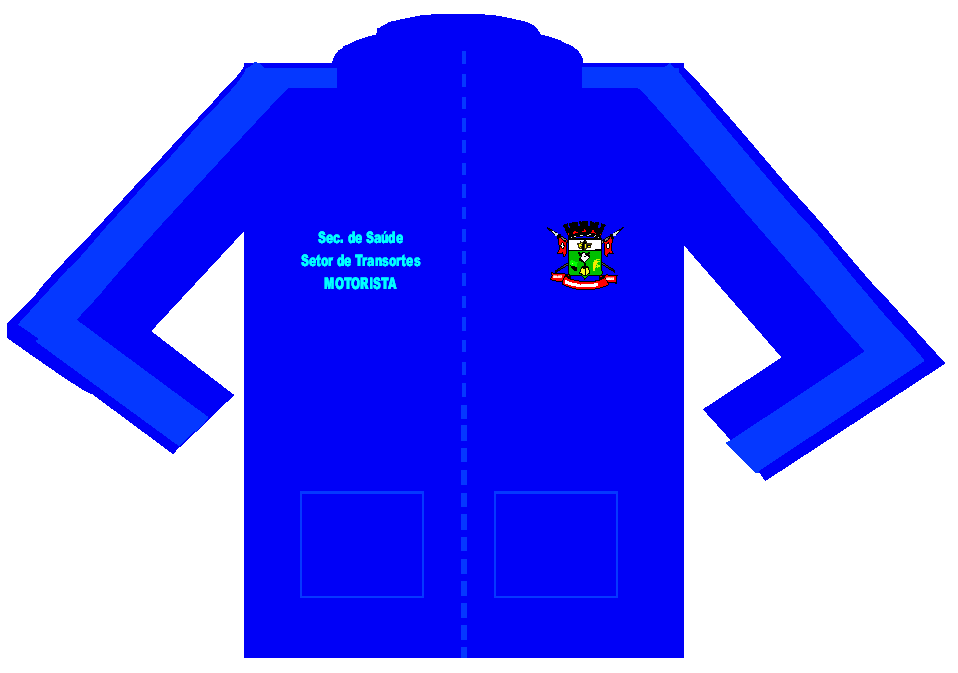 Sec. de Saúde
Setor de Transortes
MOTORISTA